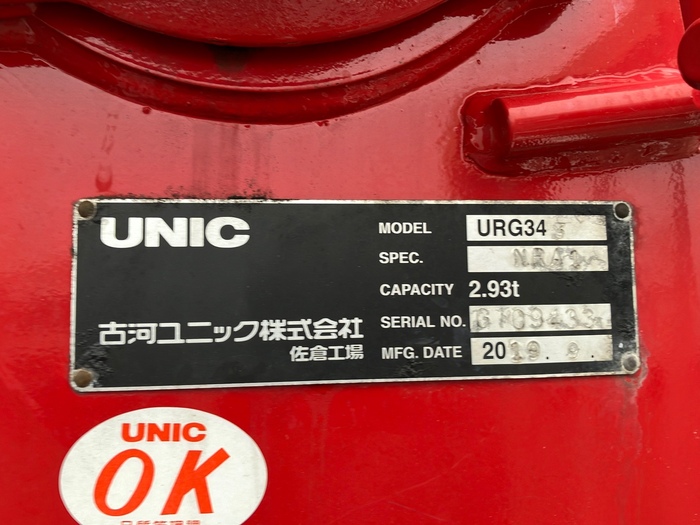 UNIC
MODEL URG34
SPEC.
CAPACITY 2.93t
古河ユニック株式会社
佐倉工場
SERIAL NO.
MFG. DATE 20
UNIC
OK